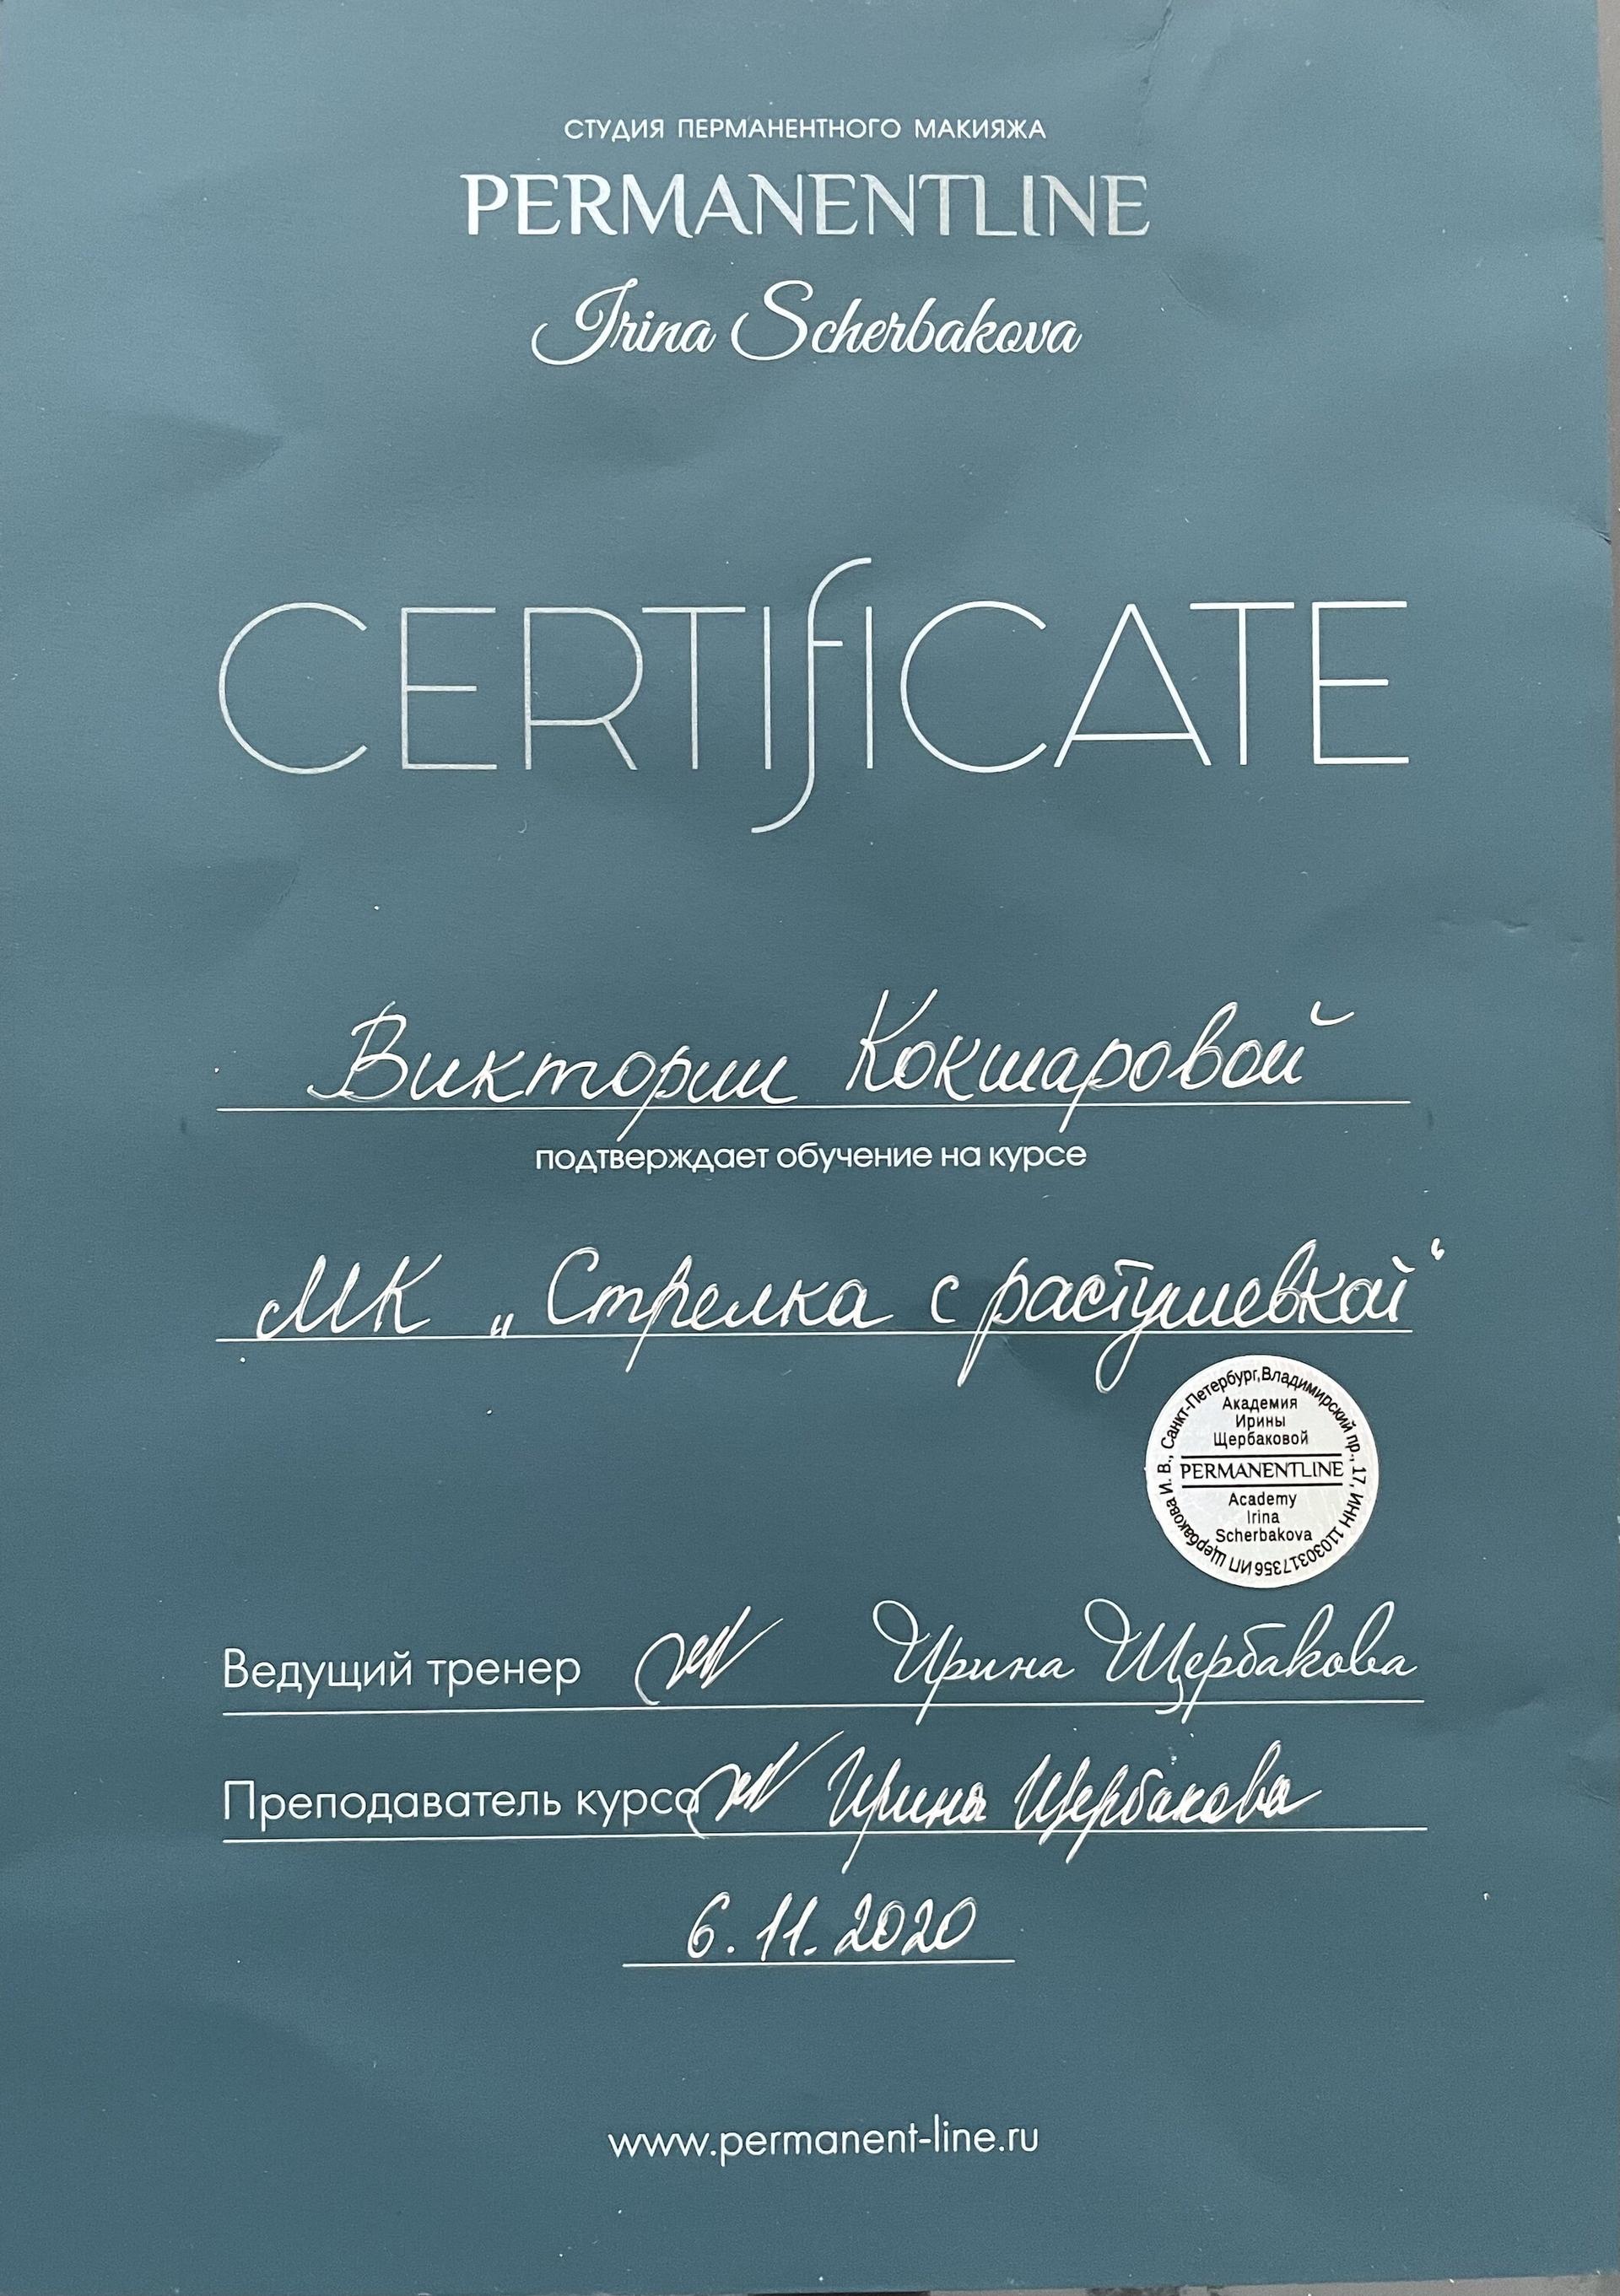 СТУДИЯ ПЕРМАНЕНТНОГО МАКИЯЖА
PERMANENTLINE
Irina Scherbakova
CERTIFICATE
Виктории Кокшаровой
подтверждает обучение на курсе
МК „Стрелка с растушевкой“
ИП Щербакова И. В., Санкт-Петербург,Владимирский пр., 17, ИНН 11030317356
Академия
Ирины
Щербаковой
PERMANENTLINE
Academy
Irina
Scherbakova
Ведущий тренер Ирина Щербакова
Преподаватель курса Ирина Щербакова
6.11.2020
www.permanent-line.ru